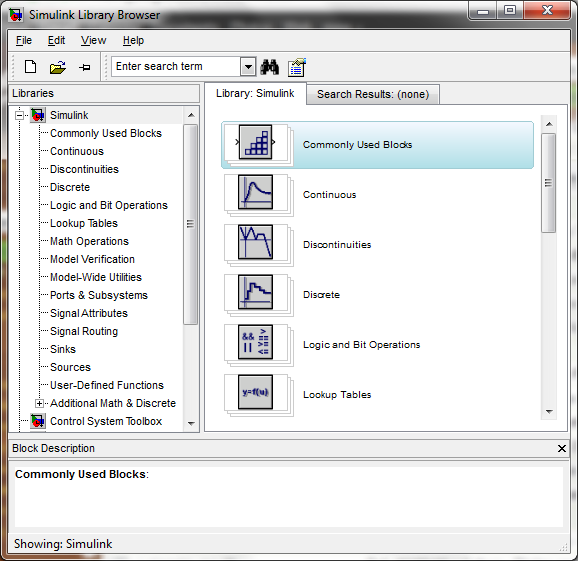 Simulink Library Browser
File Edit View Help
Enter search term
Libraries
Simulink
Commonly Used Blocks
Continuous
Discontinuities
Discrete
Logic and Bit Operations
Lookup Tables
Math Operations
Model Verification
Model-Wide Utilities
Ports & Subsystems
Signal Attributes
Signal Routing
Sinks
Sources
User-Defined Functions
Additional Math & Discrete
Control System Toolbox
Library: Simulink Search Results: (none)
Commonly Used Blocks
Continuous
Discontinuities
Discrete
&& > == || >= <=
Logic and Bit Operations
y=f(u)
Lookup Tables
Block Description
Commonly Used Blocks:
Showing: Simulink